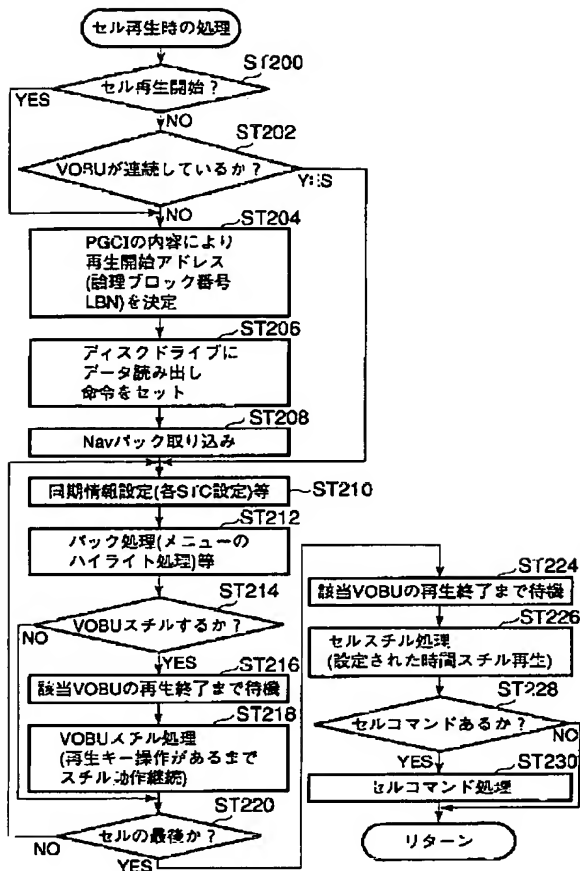 セル再生時の処理
ST200
セル再生開始?
YES
NO
ST202
VOBUが連続しているか?
YES
NO
ST204
PGCIの内容により
再生開始アドレス
(論理ブロック番号
LBN)を決定
ST206
ディスクドライブに
データ読み出し
命令をセット
ST208
Navパック取り込み
同期情報設定(各STC設定)等
ST210
ST212
パック処理(メニューの
ハイライト処理)等
ST214
VOBUスチルするか?
NO
YES
ST216
該当VOBUの再生終了まで待機
ST218
VOBUスチル処理
(再生キー操作があるまで
スチル動作継続)
ST220
セルの最後か?
NO
YES
ST224
該当VOBUの再生終了まで待機
ST226
セルスチル処理
(設定された時間スチル再生)
ST228
セルコマンドあるか?
NO
YES
ST230
セルコマンド処理
リターン